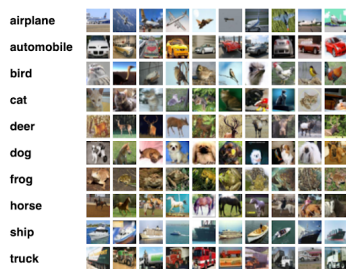 airplane
automobile
bird
cat
deer
dog
frog
horse
ship
truck